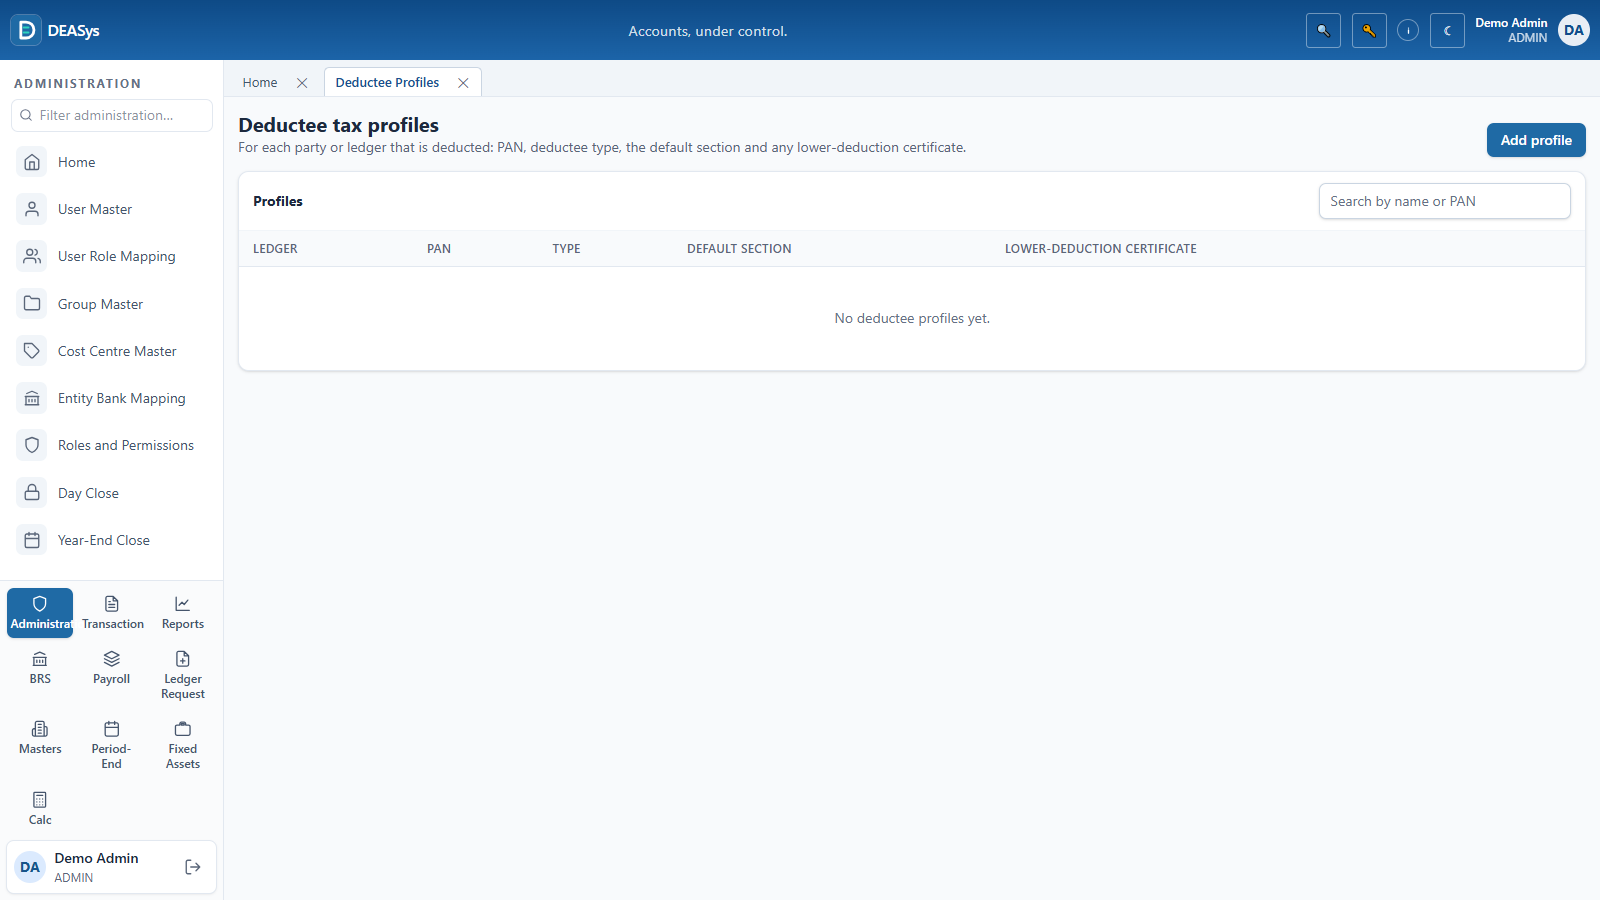 DEASys
Accounts, under control.
Demo Admin
ADMIN
DA
ADMINISTRATION
Filter administration...
Home
User Master
User Role Mapping
Group Master
Cost Centre Master
Entity Bank Mapping
Roles and Permissions
Day Close
Year-End Close
Administrat
Transaction
Reports
BRS
Payroll
Ledger
Request
Masters
Period-
End
Fixed
Assets
Calc
DA
Demo Admin
ADMIN
Home
Deductee Profiles
Deductee tax profiles
For each party or ledger that is deducted: PAN, deductee type, the default section and any lower-deduction certificate.
Add profile
Profiles
Search by name or PAN
LEDGER PAN TYPE DEFAULT SECTION LOWER-DEDUCTION CERTIFICATE
No deductee profiles yet.